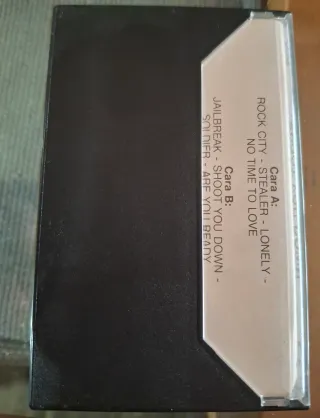 Cara A:
ROCK CITY - STEALER - LONELY -
NO TIME TO LOVE
Cara B:
JAILBREAK - SHOOT YOU DOWN -
SOLDIER - ARE YOU READY